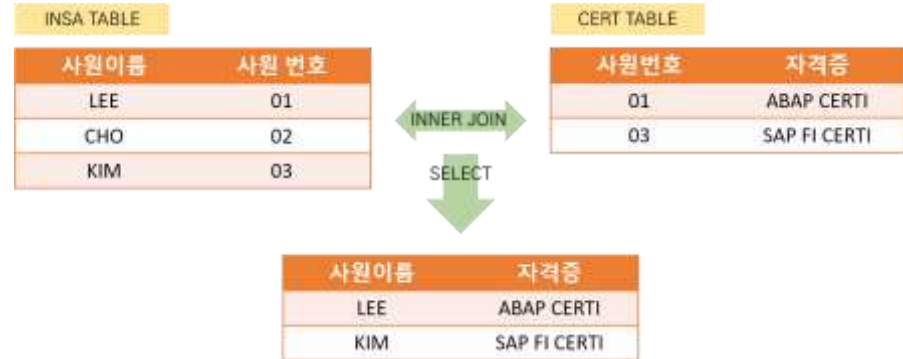 INSA TABLE
CERT TABLE
사원이름 사원 번호
LEE 01
CHO 02
KIM 03
INNER JOIN
사원번호 자격증
01 ABAP CERTI
03 SAP FI CERTI
SELECT
사원이름 자격증
LEE ABAP CERTI
KIM SAP FI CERTI